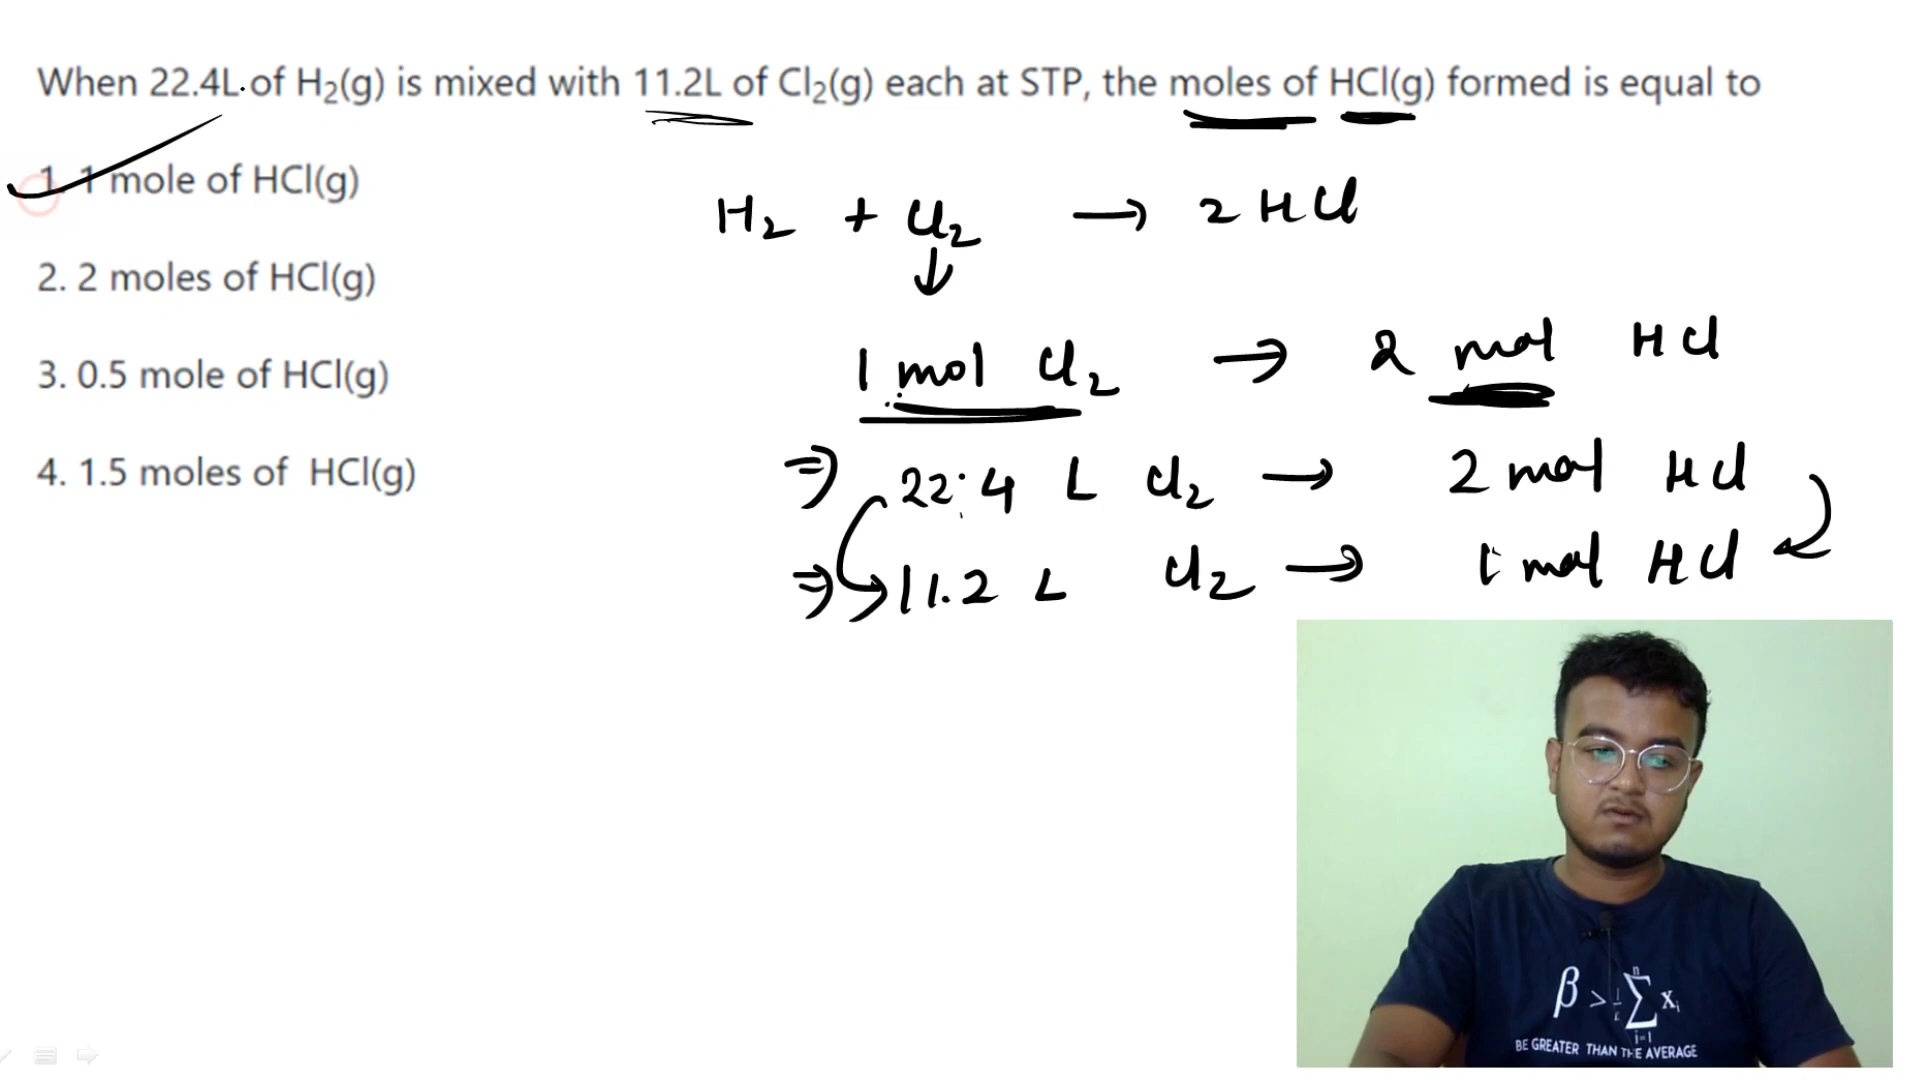 When 22.4L of H₂(g) is mixed with 11.2L of Cl₂(g) each at STP, the moles of HCl(g) formed is equal to
1. 1 mole of HCl(g)
2. 2 moles of HCl(g)
3. 0.5 mole of HCl(g)
4. 1.5 moles of HCl(g)
H₂ + Cl₂ → 2HCl
↓
1 mol Cl₂ → 2 mol HCl
⇒ 22.4 L Cl₂ → 2 mol HCl
⇒ 11.2 L Cl₂ → 1 mol HCl
β > 
n
Σ xᵢ
i=1
BE GREATER THAN THE AVERAGE